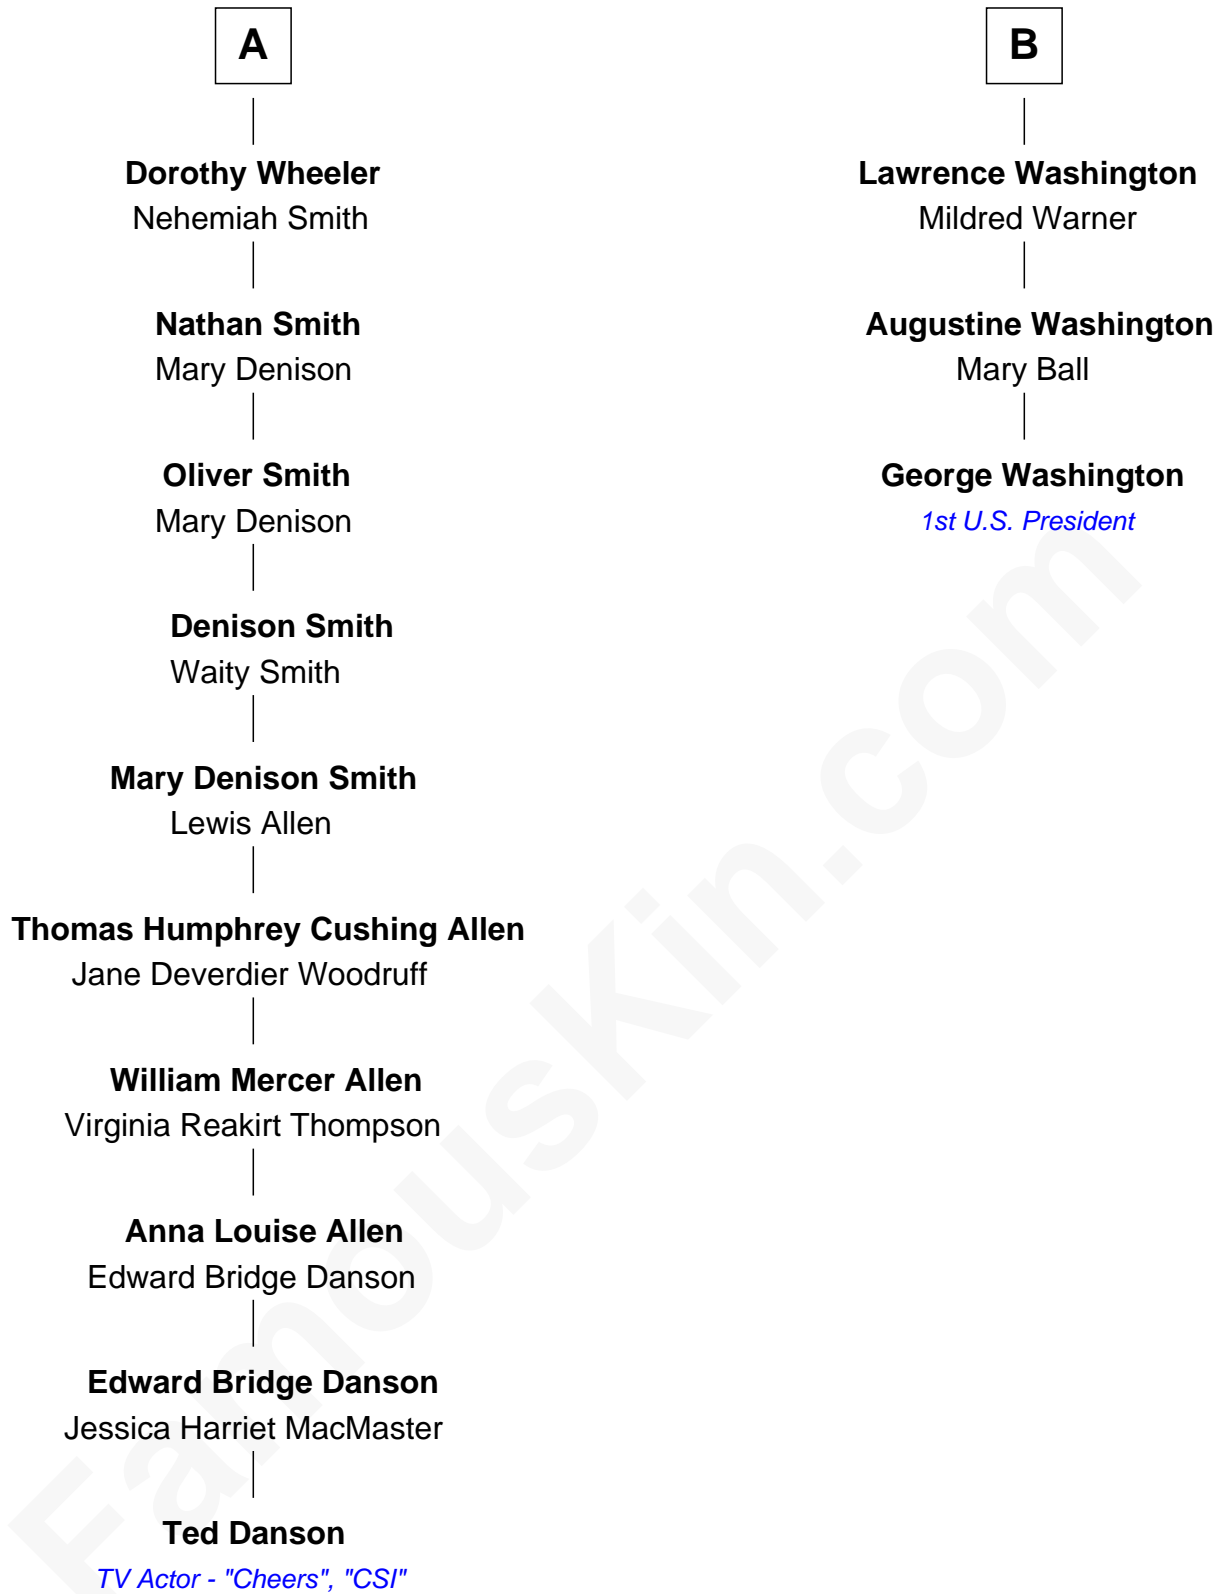 A
Dorothy Wheeler
Nehemiah Smith
Nathan Smith
Mary Denison
Oliver Smith
Mary Denison
Denison Smith
Waity Smith
Mary Denison Smith
Lewis Allen
Thomas Humphrey Cushing Allen
Jane Deverdier Woodruff
William Mercer Allen
Virginia Reakirt Thompson
Anna Louise Allen
Edward Bridge Danson
Edward Bridge Danson
Jessica Harriet MacMaster
Ted Danson
TV Actor - "Cheers", "CSI"
B
Lawrence Washington
Mildred Warner
Augustine Washington
Mary Ball
George Washington
1st U.S. President
FamousKin.com